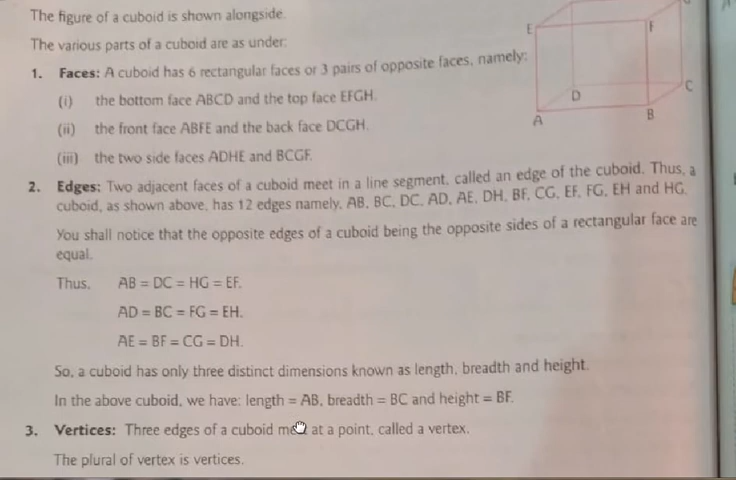 The figure of a cuboid is shown alongside.
The various parts of a cuboid are as under:
1. Faces: A cuboid has 6 rectangular faces or 3 pairs of opposite faces, namely:
(i) the bottom face ABCD and the top face EFGH.
(ii) the front face ABFE and the back face DCGH.
(iii) the two side faces ADHE and BCGF.
E
F
D
C
A
B
2. Edges: Two adjacent faces of a cuboid meet in a line segment, called an edge of the cuboid. Thus, a
cuboid, as shown above, has 12 edges namely, AB, BC, DC, AD, AE, DH, BF, CG, EF, FG, EH and HG.
You shall notice that the opposite edges of a cuboid being the opposite sides of a rectangular face are
equal.
Thus, AB = DC = HG = EF.
AD = BC = FG = EH.
AE = BF = CG = DH.
So, a cuboid has only three distinct dimensions known as length, breadth and height.
In the above cuboid, we have: length = AB, breadth = BC and height = BF.
3. Vertices: Three edges of a cuboid meet at a point, called a vertex.
The plural of vertex is vertices.